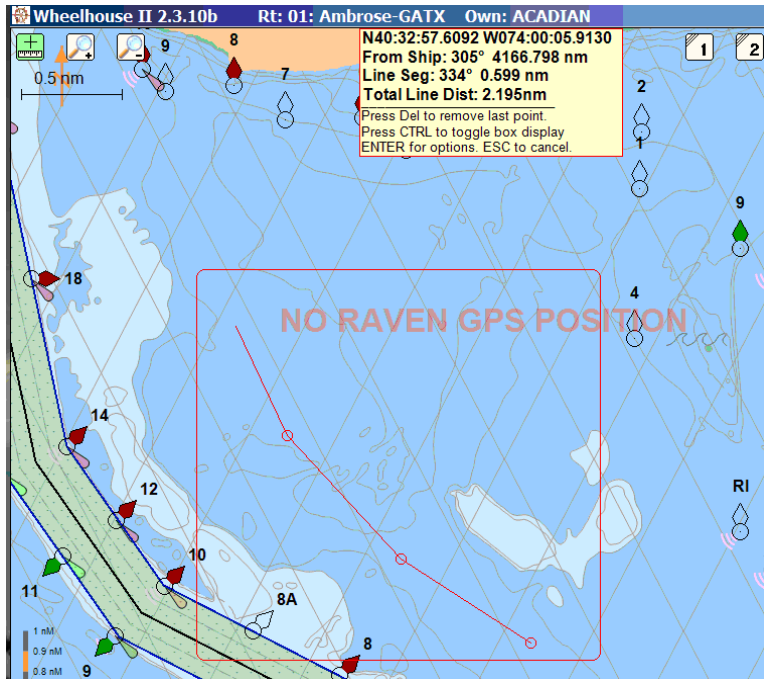 Wheelhouse II 2.3.10b Rt: 01: Ambrose-GATX Own: ACADIAN
N40:32:57.6092 W074:00:05.9130
From Ship: 305° 4166.798 nm
Line Seg: 334° 0.599 nm
Total Line Dist: 2.195nm
Press Del to remove last point.
Press CTRL to toggle box display
ENTER for options. ESC to cancel.
1
2
9
8
7
0.5 nm
2
1
9
18
4
NO RAVEN GPS POSITION
14
12
RI
10
11
8A
8
9
1 nM
0.9 nM
0.8 nM